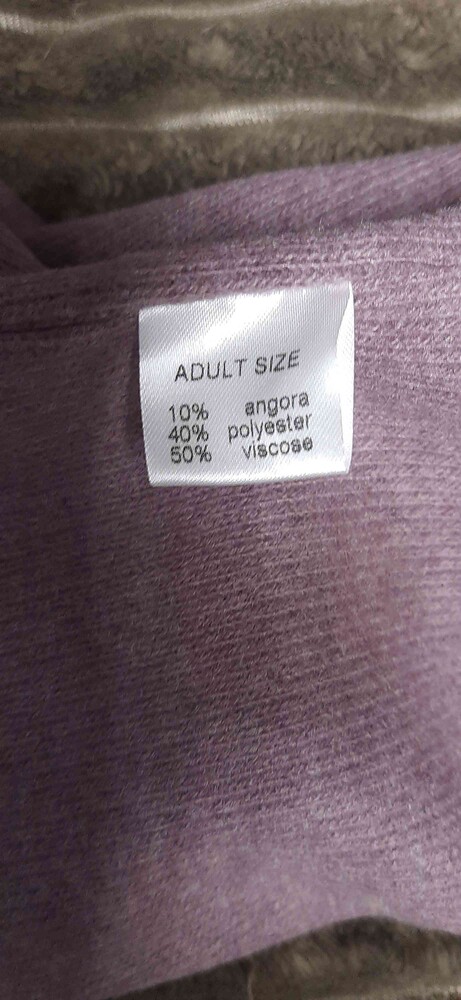 ADULT SIZE
10% angora
40% polyester
50% viscose